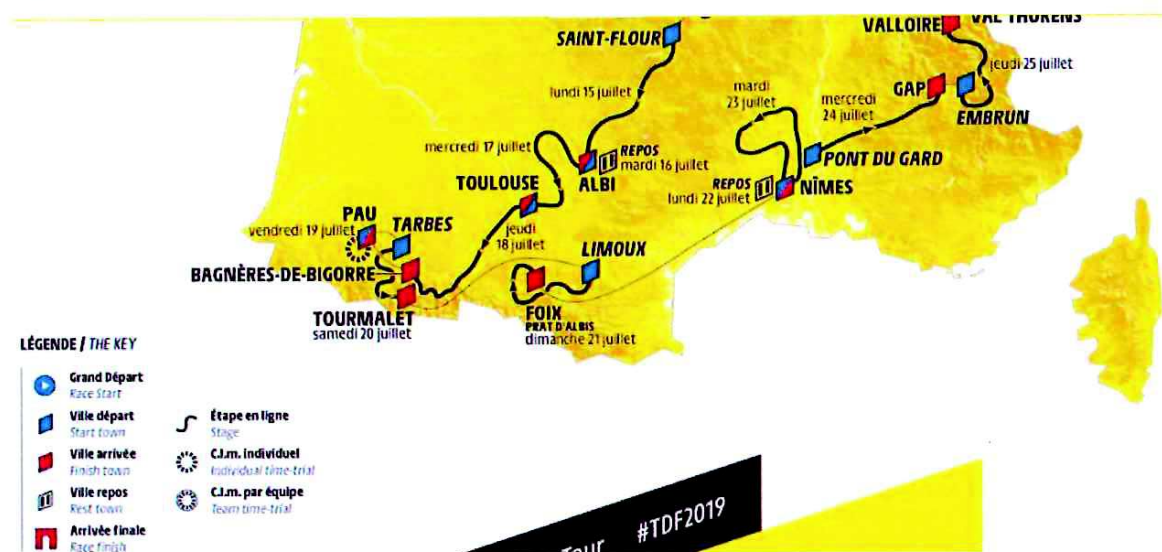 VALLOIRE
VAL THORENS
SAINT-FLOUR
jeudi 25 juillet
lundi 15 juillet
mardi
23 juillet
mercredi
24 juillet
GAP
EMBRUN
mercredi 17 juillet
REPOS
mardi 16 juillet
ALBI
PONT DU GARD
REPOS
lundi 22 juillet
NÎMES
TOULOUSE
PAU
vendredi 19 juillet
TARBES
jeudi
18 juillet
LIMOUX
BAGNÈRES-DE-BIGORRE
TOURMALET
samedi 20 juillet
FOIX
PRAT D'ALBIS
dimanche 21 juillet
LÉGENDE / THE KEY
Grand Départ
Race Start
Ville départ
Start town
Ville arrivée
Finish town
Ville repos
Rest town
Arrivée finale
Race finish
Étape en ligne
Stage
C.l.m. individuel
Individual time-trial
C.l.m. par équipe
Team time-trial
Tour #TDF2019